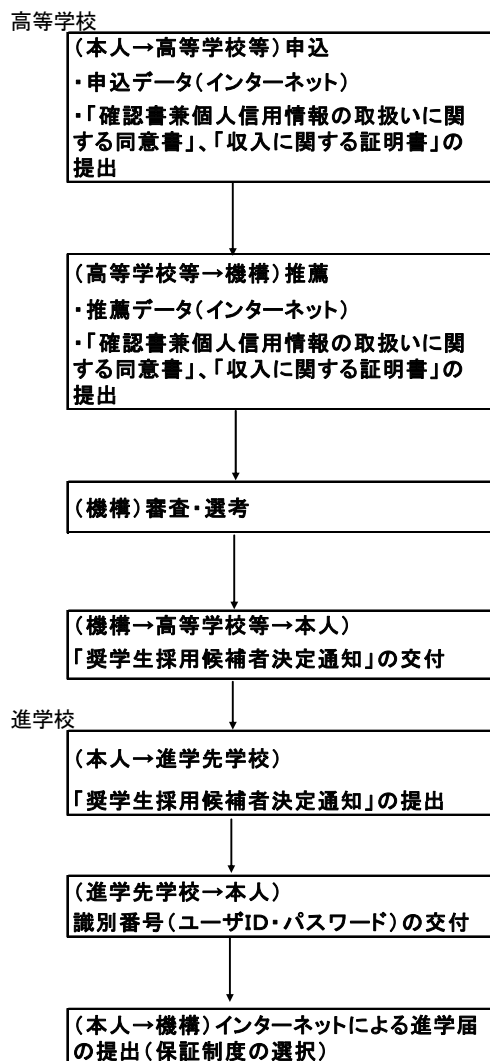 高等学校
(本人→高等学校等)申込
・申込データ(インターネット)
・「確認書兼個人信用情報の取扱いに関
する同意書」、「収入に関する証明書」の
提出
(高等学校等→機構)推薦
・推薦データ(インターネット)
・「確認書兼個人信用情報の取扱いに関
する同意書」、「収入に関する証明書」の
提出
(機構)審査・選考
(機構→高等学校等→本人)
「奨学生採用候補者決定通知」の交付
進学校
(本人→進学先学校)
「奨学生採用候補者決定通知」の提出
(進学先学校→本人)
識別番号(ユーザID・パスワード)の交付
(本人→機構)インターネットによる進学届
の提出(保証制度の選択)